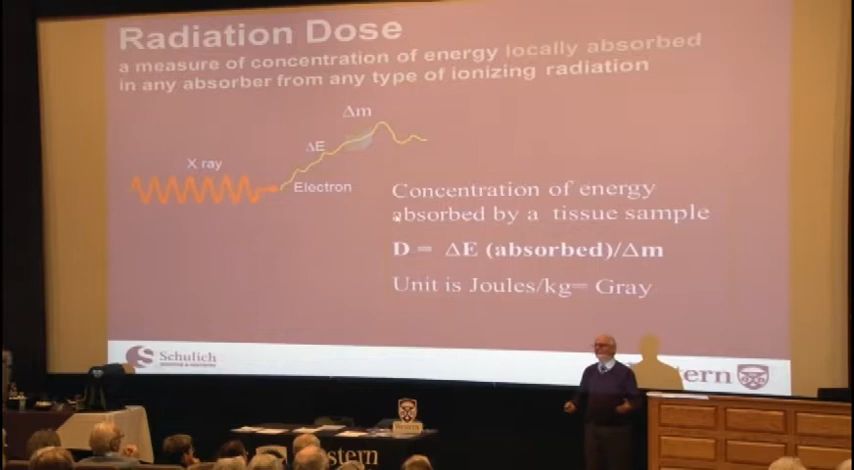 Radiation Dose
a measure of concentration of energy locally absorbed
in any absorber from any type of ionizing radiation
Δm
ΔE
X ray
Electron
Concentration of energy
absorbed by a tissue sample
D = ΔE (absorbed)/Δm
Unit is Joules/kg= Gray
Schulich
Western